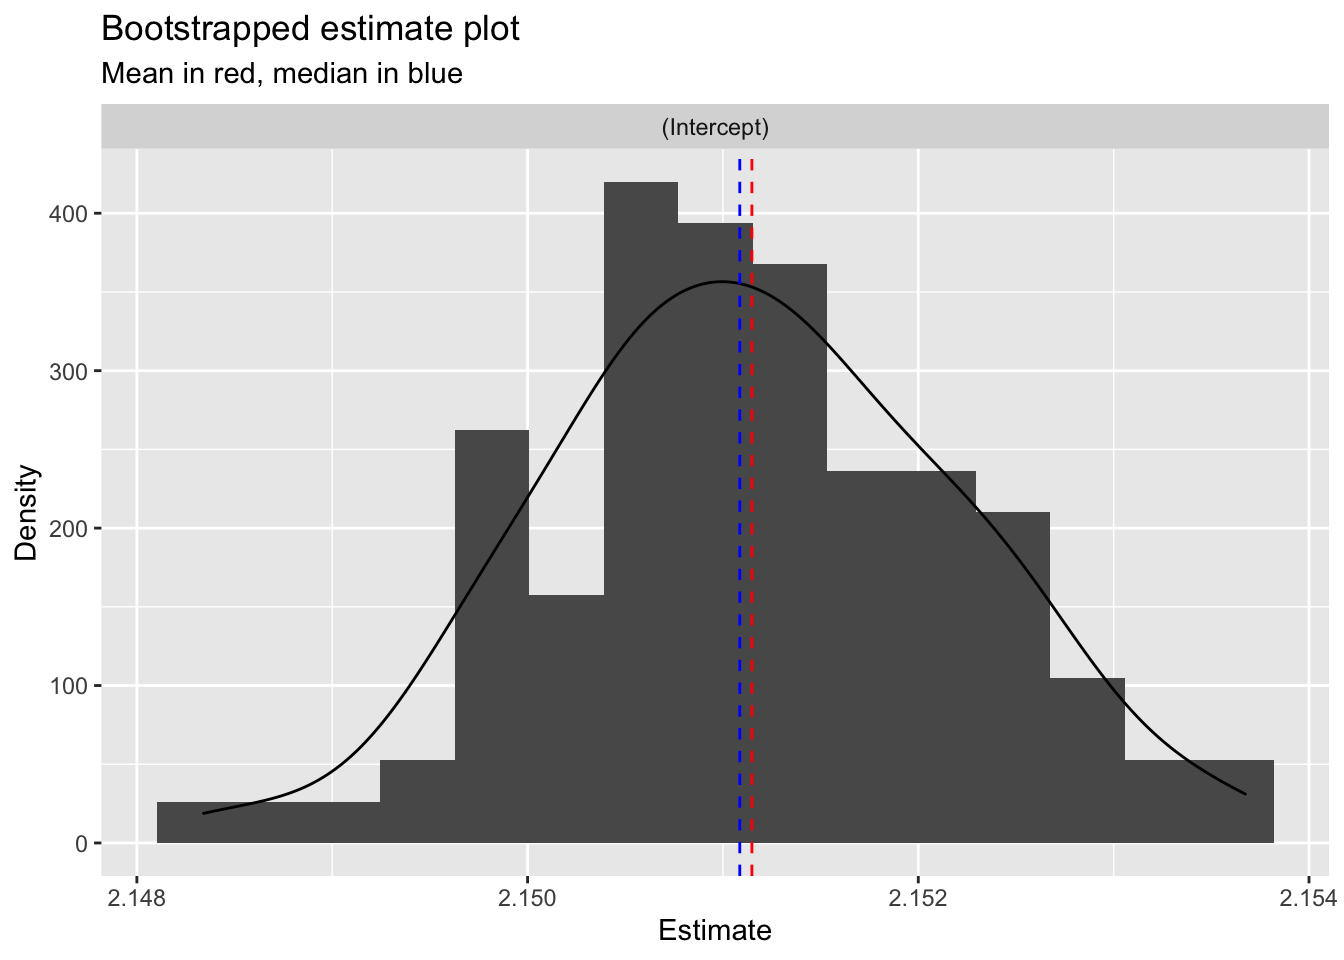 Bootstrapped estimate plot
Mean in red, median in blue
(Intercept)
400
300
200
100
0
Density
2.148
2.150
2.152
2.154
Estimate